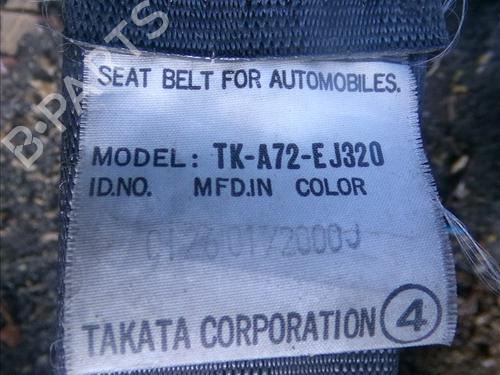 B-PARTS
SEAT BELT FOR AUTOMOBILES.
MODEL: TK-A72-EJ320
ID.NO. MFD.IN COLOR
TAKATA CORPORATION 4